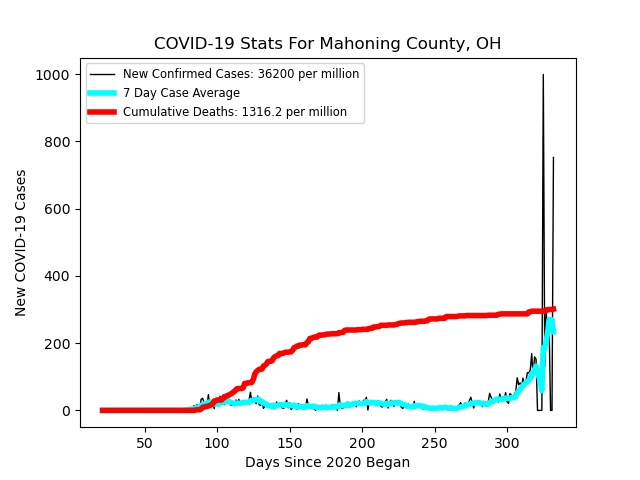 COVID-19 Stats For Mahoning County, OH
New Confirmed Cases: 36200 per million
7 Day Case Average
Cumulative Deaths: 1316.2 per million
New COVID-19 Cases
1000
800
600
400
200
0
50 100 150 200 250 300
Days Since 2020 Began